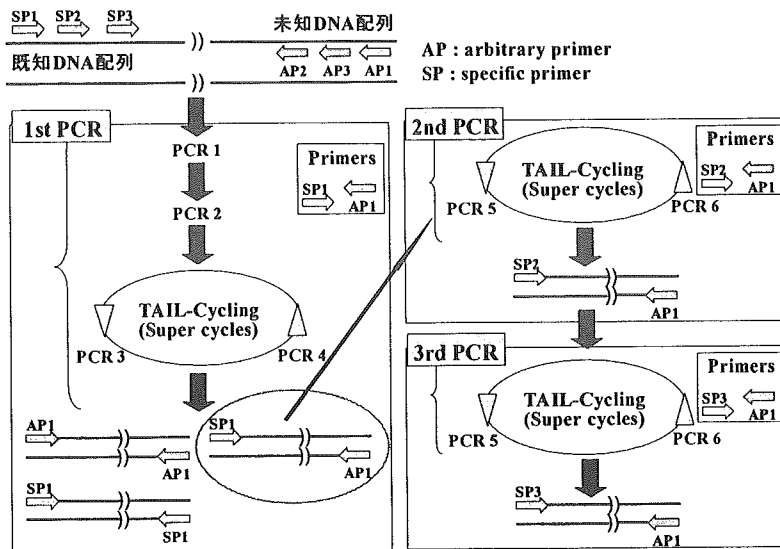 SP1 SP2 SP3
未知DNA配列
既知DNA配列
AP2 AP3 AP1
AP : arbitrary primer
SP : specific primer
1st PCR
PCR 1
PCR 2
Primers
SP1
AP1
TAIL-Cycling
(Super cycles)
PCR 3
PCR 4
AP1
AP1
SP1
AP1
SP1
SP1
2nd PCR
TAIL-Cycling
(Super cycles)
PCR 5
PCR 6
Primers
SP2
AP1
SP2
AP1
3rd PCR
TAIL-Cycling
(Super cycles)
PCR 5
PCR 6
Primers
SP3
AP1
SP3
AP1